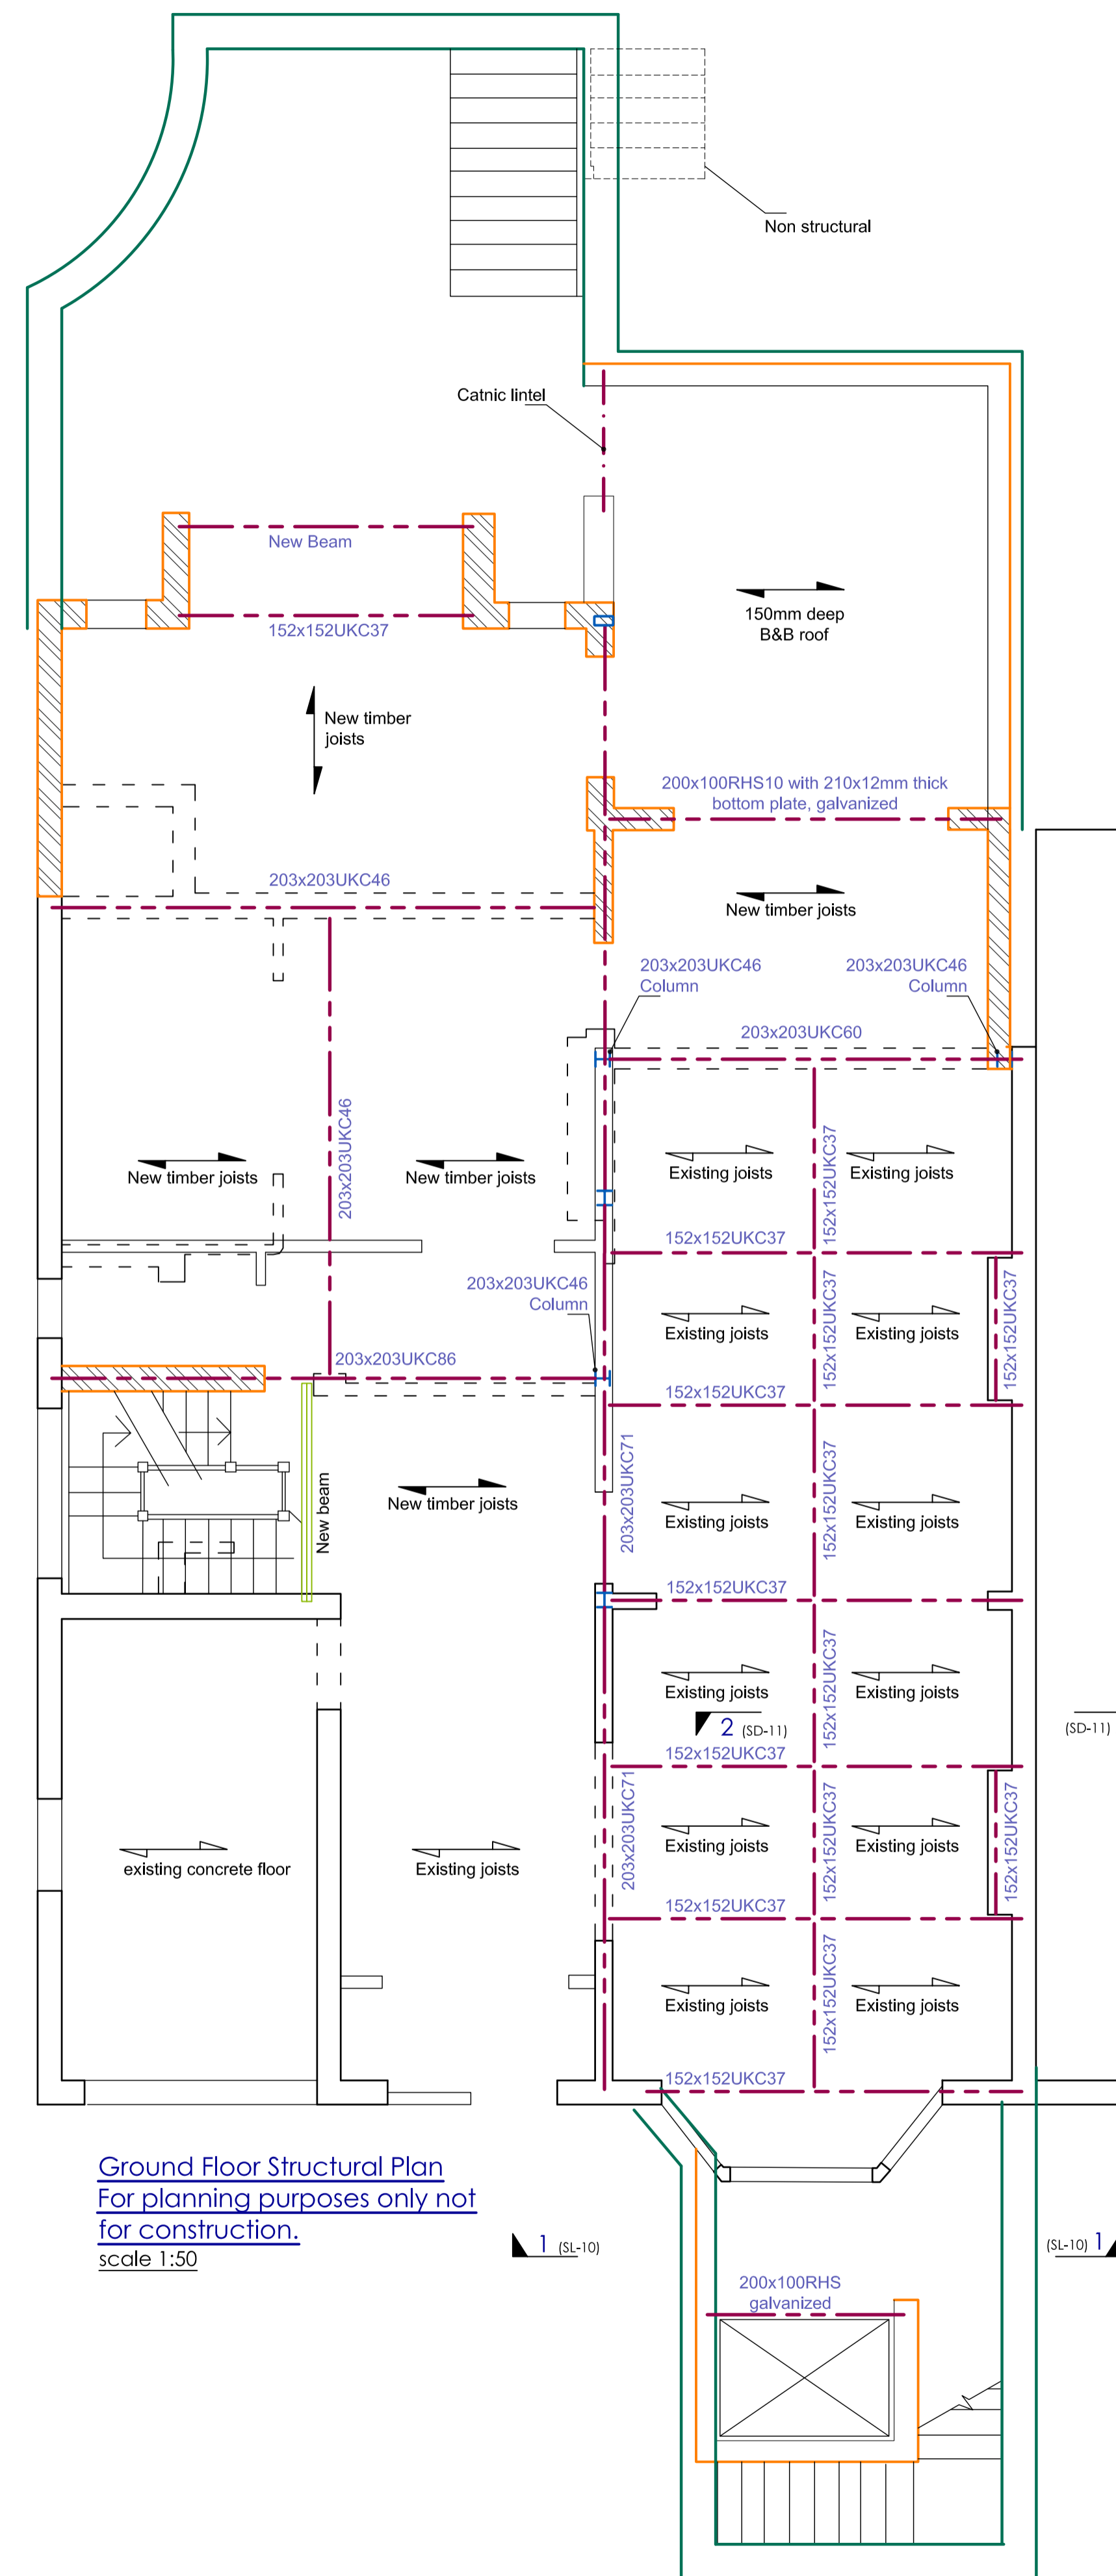 Non structural
Catnic lintel
New Beam
152x152UKC37
150mm deep
B&B roof
New timber
joists
200x100RHS10 with 210x12mm thick
bottom plate, galvanized
203x203UKC46
New timber joists
203x203UKC46
Column
203x203UKC46
Column
203x203UKC60
203x203UKC46
New timber joists
New timber joists
Existing joists
152x152UKC37
Existing joists
152x152UKC37
203x203UKC46
Column
Existing joists
152x152UKC37
Existing joists
152x152UKC37
203x203UKC86
152x152UKC37
New beam
New timber joists
203x203UKC71
Existing joists
152x152UKC37
Existing joists
152x152UKC37
Existing joists
152x152UKC37
Existing joists
2 (SD-11)
(SD-11)
152x152UKC37
existing concrete floor
Existing joists
203x203UKC71
Existing joists
152x152UKC37
Existing joists
152x152UKC37
152x152UKC37
Existing joists
152x152UKC37
Existing joists
152x152UKC37
Ground Floor Structural Plan
For planning purposes only not
for construction.
scale 1:50
1 (SL-10)
(SL-10) 1
200x100RHS
galvanized